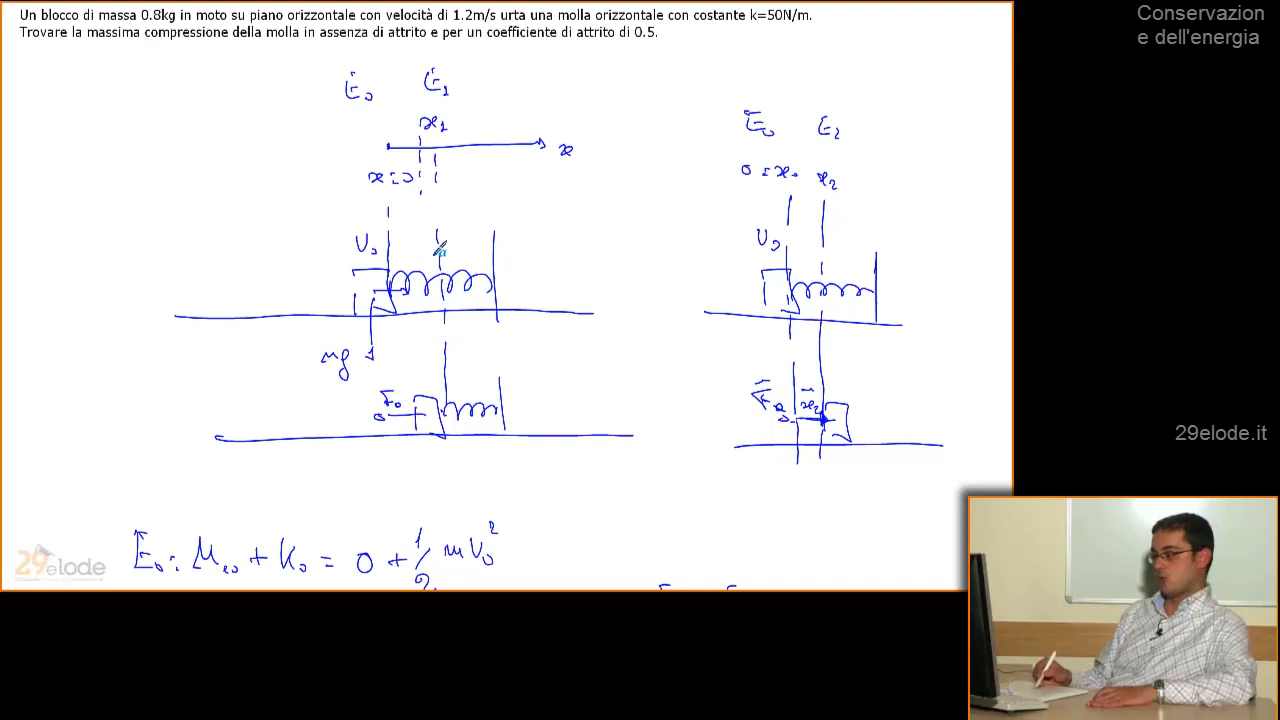 Un blocco di massa 0.8kg in moto su piano orizzontale con velocità di 1.2m/s urta una molla orizzontale con costante k=50N/m.
Trovare la massima compressione della molla in assenza di attrito e per un coefficiente di attrito di 0.5.
Conservazion
e dell'energia
E₀ E₁
x₁
x
x=0
V₀
mg
E₀ E₂
0=x₀ x₂
V₀
x₂
29elode.it
29elode
E₀= U₀₀ + K₀ = 0 + 1/2 mV₀²